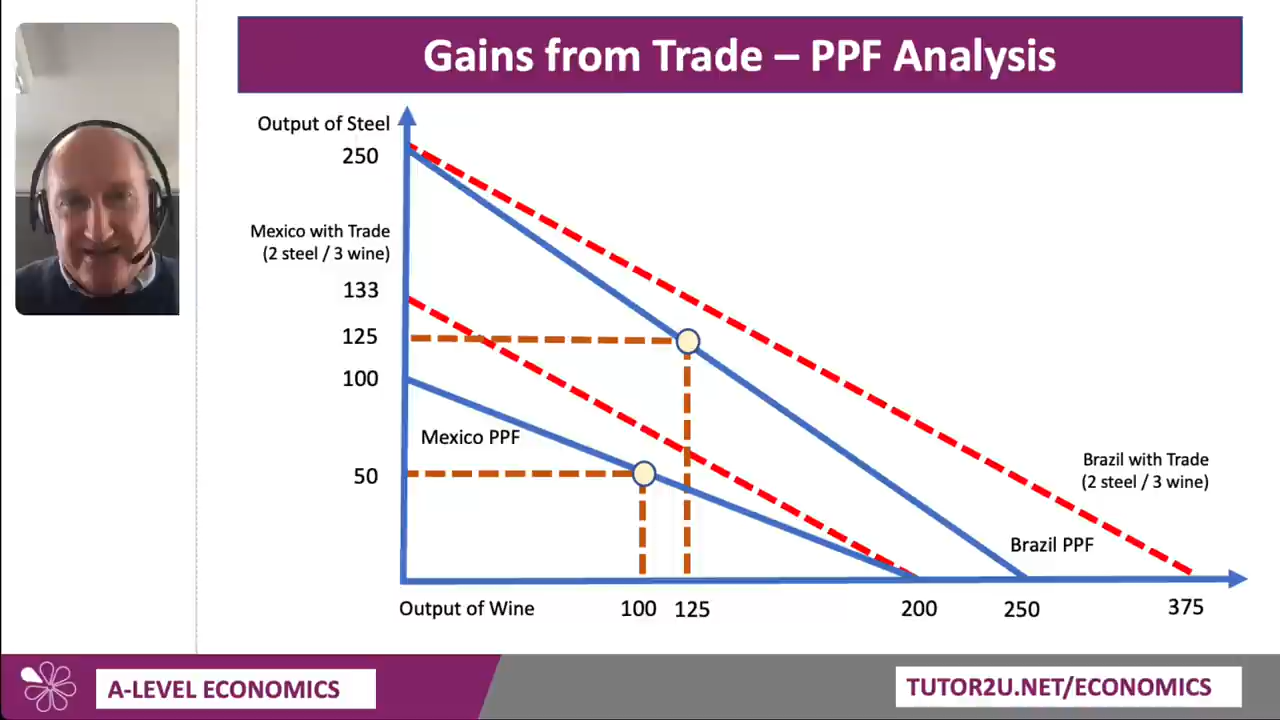 Gains from Trade – PPF Analysis
Output of Steel
250
Mexico with Trade
(2 steel / 3 wine)
133
125
100
Mexico PPF
50
Brazil with Trade
(2 steel / 3 wine)
Brazil PPF
Output of Wine
100
125
200
250
375
A-LEVEL ECONOMICS
TUTOR2U.NET/ECONOMICS